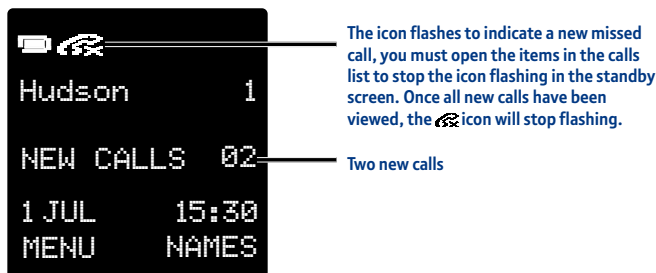 Hudson 1
NEW CALLS 02
1 JUL 15:30
MENU NAMES
The icon flashes to indicate a new missed
call, you must open the items in the calls
list to stop the icon flashing in the standby
screen. Once all new calls have been
viewed, the icon will stop flashing.
Two new calls